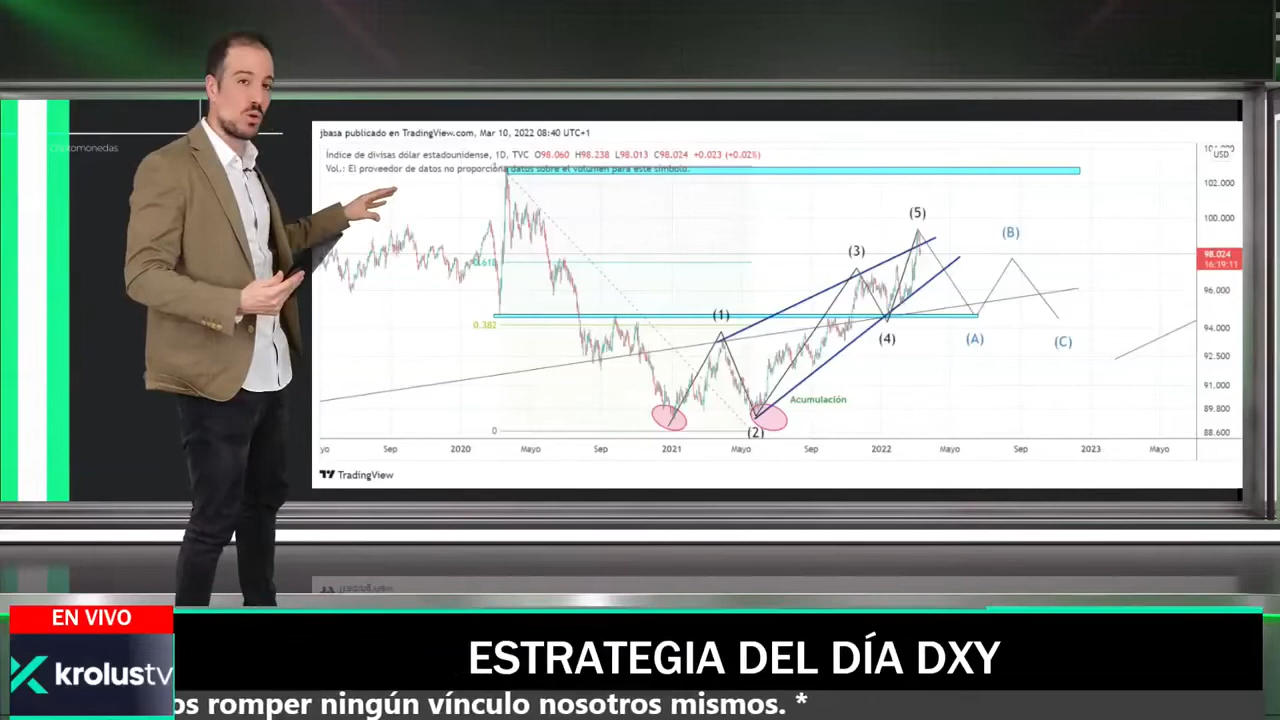 Criptomonedas
jbasa publicado en TradingView.com, Mar 10, 2022 08:40 UTC+1
Índice de divisas dólar estadounidense, 1D, TVC O98.060 H98.238 L98.013 C98.024 +0.023 (+0.02%)
Vol.: El proveedor de datos no proporciona datos sobre el volumen para este símbolo.
USD
102.000
100.000
98.024
16:19:11
96.000
94.000
92.500
91.000
89.800
88.600
0.618
0.382
0
(1)
(2)
(3)
(4)
(5)
(A)
(B)
(C)
Acumulación
yo Sep 2020 Mayo Sep 2021 Mayo Sep 2022 Mayo Sep 2023 Mayo
TradingView
EN VIVO
krolustv
ESTRATEGIA DEL DÍA DXY
os romper ningún vínculo nosotros mismos. *